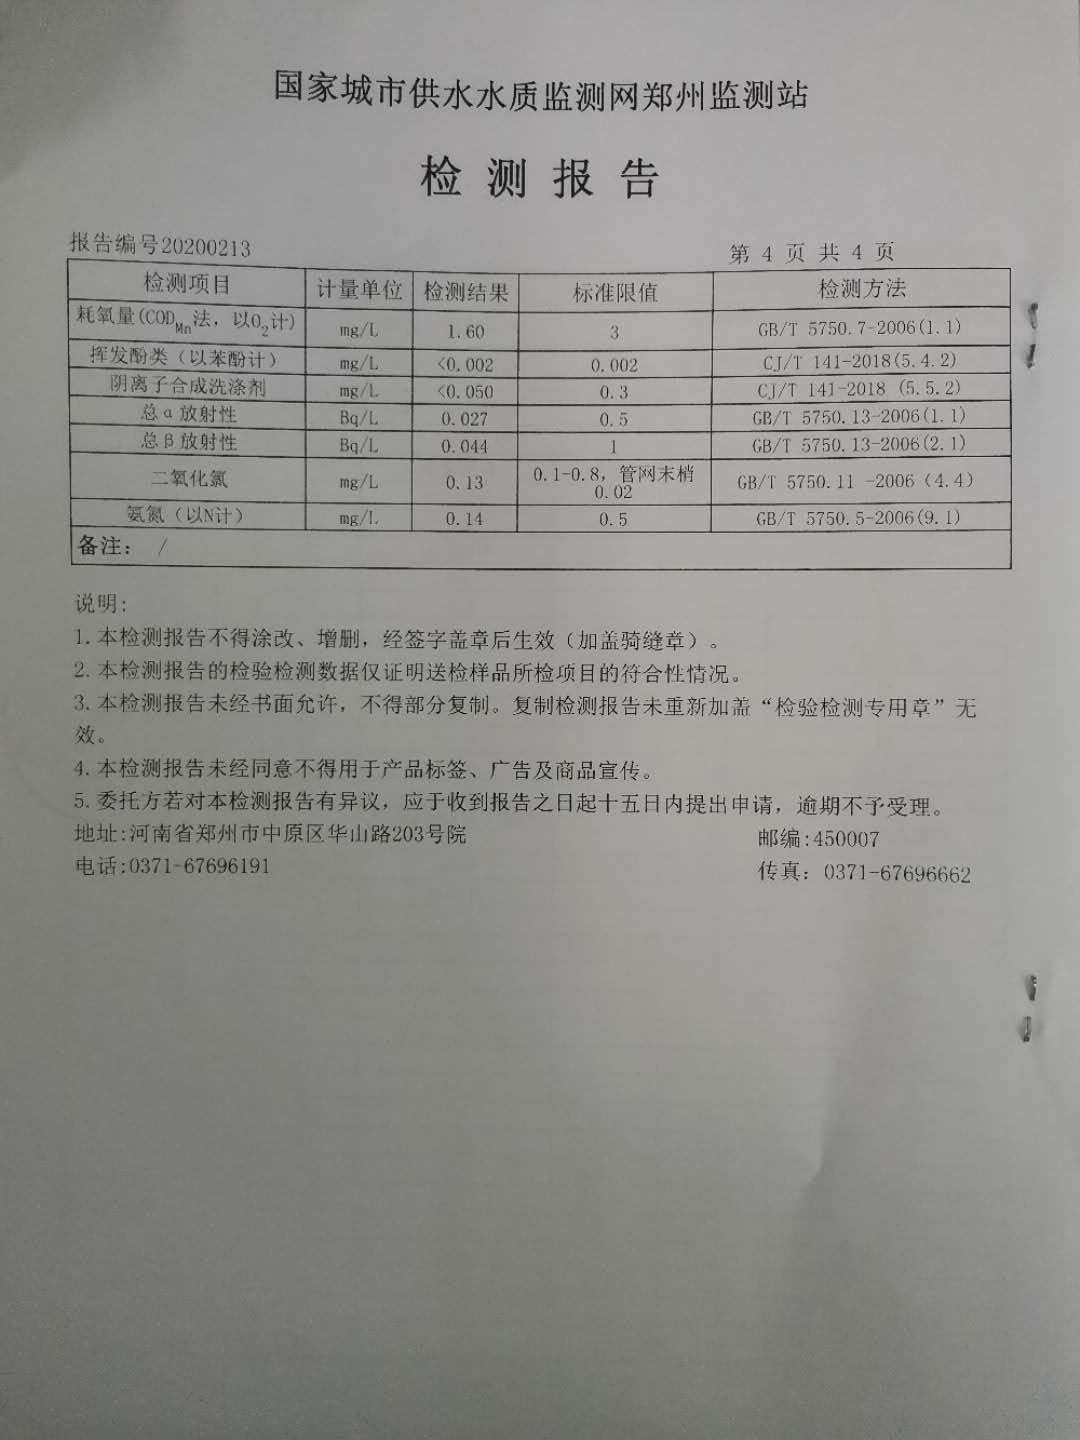 国家城市供水水质监测网郑州监测站
检测报告
报告编号20200213
第 4 页 共 4 页
检测项目 计量单位 检测结果 标准限值 检测方法
耗氧量(CODMn法，以O2计) mg/L 1.60 3 GB/T 5750.7-2006(1.1)
挥发酚类（以苯酚计） mg/L <0.002 0.002 CJ/T 141-2018(5.4.2)
阴离子合成洗涤剂 mg/L <0.050 0.3 CJ/T 141-2018 (5.5.2)
总α放射性 Bq/L 0.027 0.5 GB/T 5750.13-2006(1.1)
总β放射性 Bq/L 0.044 1 GB/T 5750.13-2006(2.1)
二氧化氯 mg/L 0.13 0.1-0.8，管网末梢 GB/T 5750.11 -2006（4.4）
0.02
氨氮（以N计） mg/L 0.14 0.5 GB/T 5750.5-2006(9.1)
备注： /
说明:
1.本检测报告不得涂改、增删，经签字盖章后生效（加盖骑缝章）。
2.本检测报告的检验检测数据仅证明送检样品所检项目的符合性情况。
3.本检测报告未经书面允许，不得部分复制。复制检测报告未重新加盖“检验检测专用章”无
效。
4.本检测报告未经同意不得用于产品标签、广告及商品宣传。
5.委托方若对本检测报告有异议，应于收到报告之日起十五日内提出申请，逾期不予受理。
地址:河南省郑州市中原区华山路203号院 邮编:450007
电话:0371-67696191 传真：0371-67696662